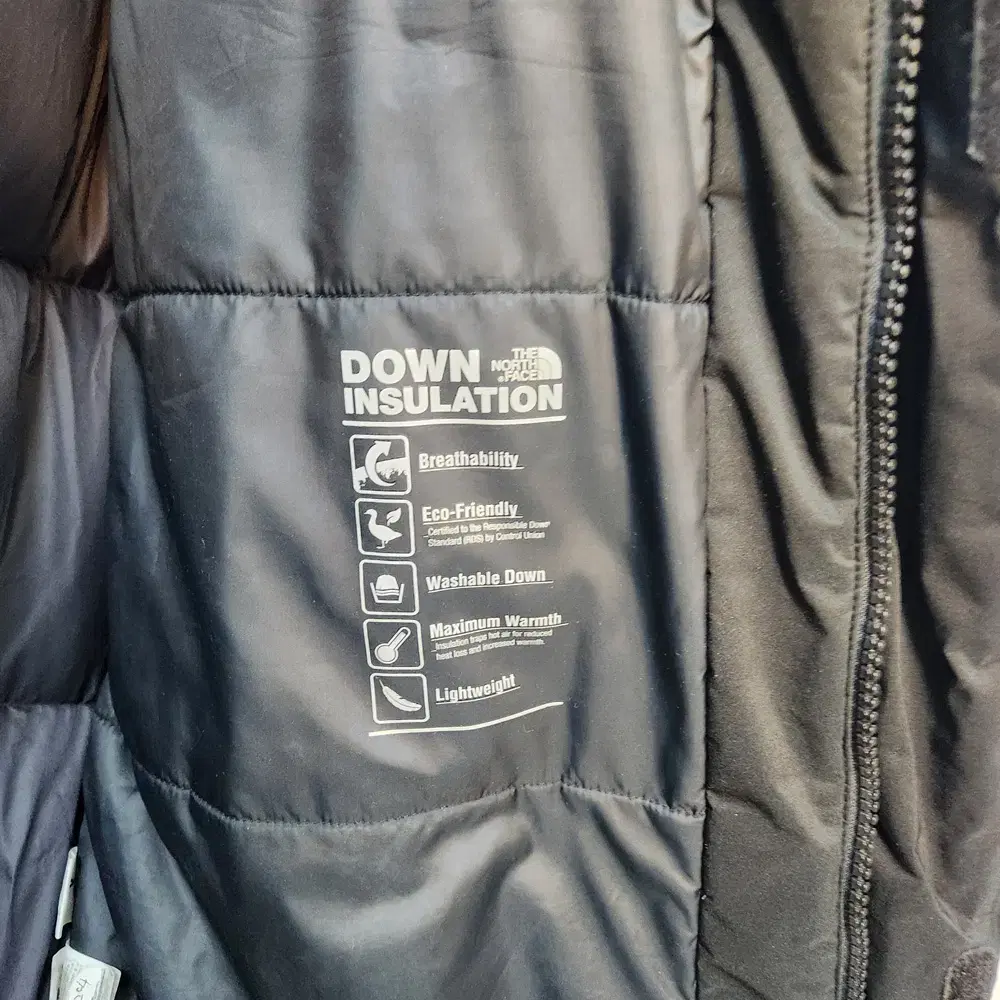 DOWN
THE
NORTH
FACE
INSULATION
Breathability
Eco-Friendly
Certified to the Responsible Down
Standard (RDS) by Control Union
Washable Down
Maximum Warmth
Insulation traps hot air for reduced
heat loss and increased warmth.
Lightweight